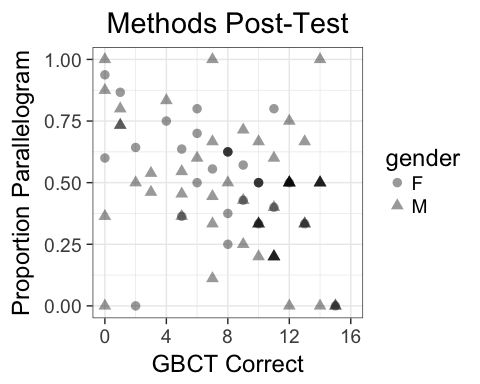 Methods Post-Test
Proportion Parallelogram
1.00
0.75
0.50
0.25
0.00
0 4 8 12 16
GBCT Correct
gender
F
M